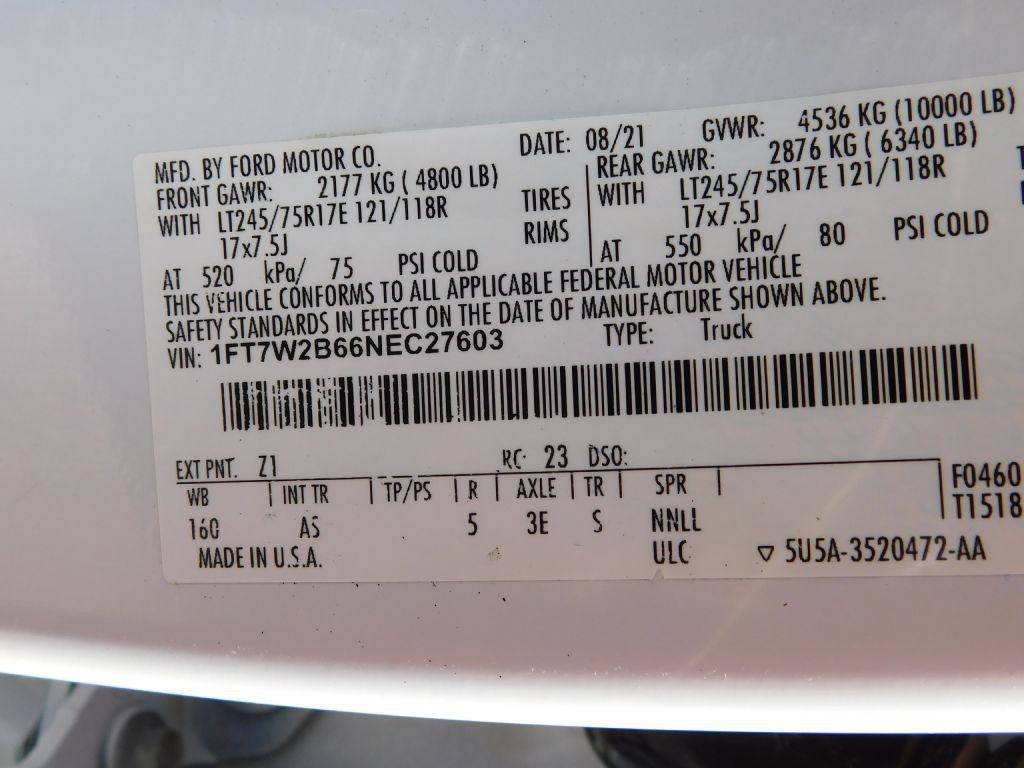 MFD. BY FORD MOTOR CO. DATE: 08/21 GVWR: 4536 KG (10000 LB)
FRONT GAWR: 2177 KG ( 4800 LB) REAR GAWR: 2876 KG ( 6340 LB)
WITH LT245/75R17E 121/118R TIRES WITH LT245/75R17E 121/118R
17x7.5J RIMS 17x7.5J
AT 520 kPa/ 75 PSI COLD AT 550 kPa/ 80 PSI COLD
THIS VEHICLE CONFORMS TO ALL APPLICABLE FEDERAL MOTOR VEHICLE
SAFETY STANDARDS IN EFFECT ON THE DATE OF MANUFACTURE SHOWN ABOVE.
VIN: 1FT7W2B66NEC27603 TYPE: Truck
EXT PNT. Z1 RC: 23 DSO:
WB INT TR TP/PS R AXLE TR SPR F0460
160 AS 5 3E S NNLL T1518
MADE IN U.S.A. ULC ▽ 5U5A-3520472-AA